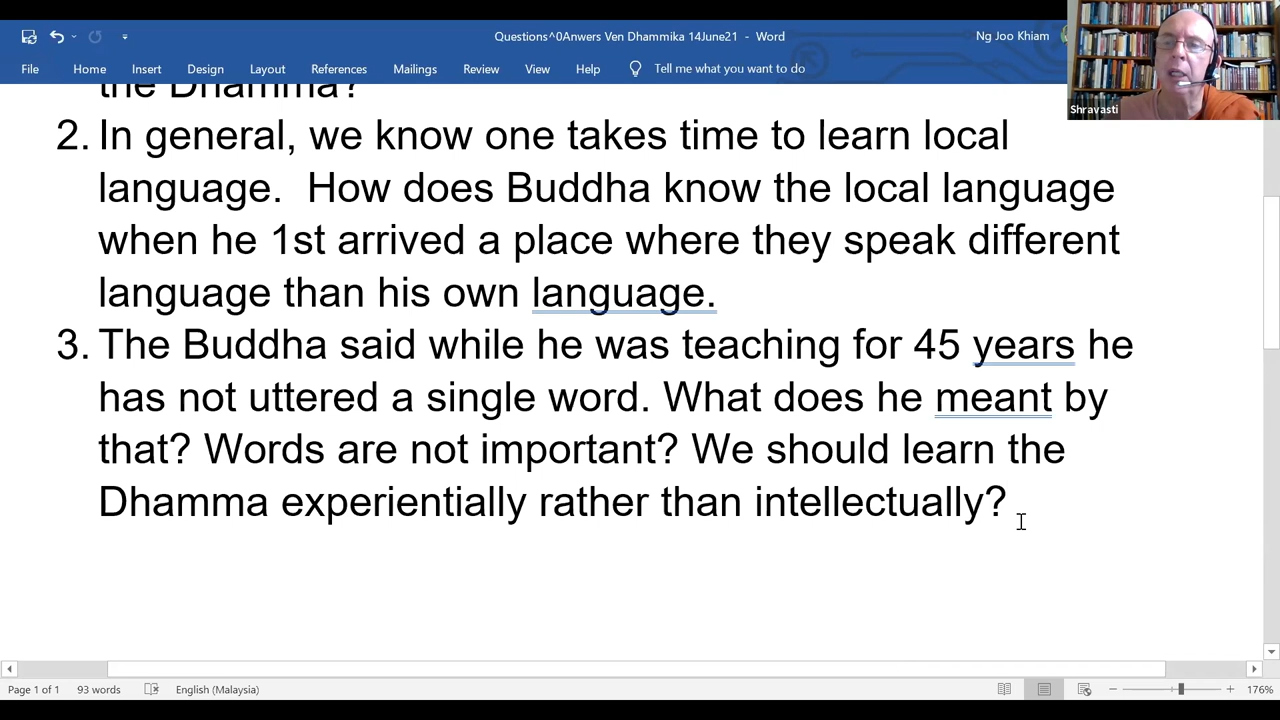 Questions^0Anwers Ven Dhammika 14June21 - Word
Ng Joo Khiam
File Home Insert Design Layout References Mailings Review View Help Tell me what you want to do
Shravasti
the Dhamma?
2. In general, we know one takes time to learn local
language. How does Buddha know the local language
when he 1st arrived a place where they speak different
language than his own language.
3. The Buddha said while he was teaching for 45 years he
has not uttered a single word. What does he meant by
that? Words are not important? We should learn the
Dhamma experientially rather than intellectually?
Page 1 of 1 93 words English (Malaysia) 176%